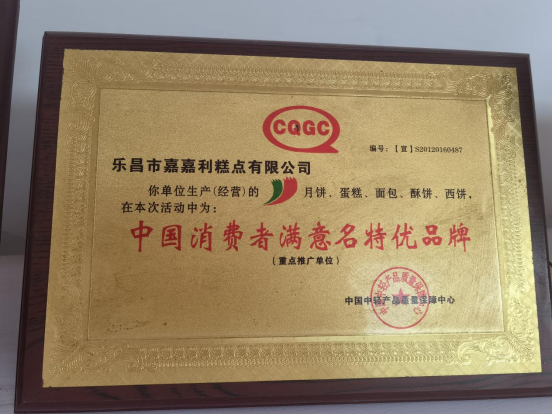 CQGC
编号:【宣】S20120160487
乐昌市嘉嘉利糕点有限公司
你单位生产(经营)的 月饼、蛋糕、面包、酥饼、西饼,
在本次活动中为:
中国消费者满意名特优品牌
(重点推广单位)
中国中轻产品质量保障中心